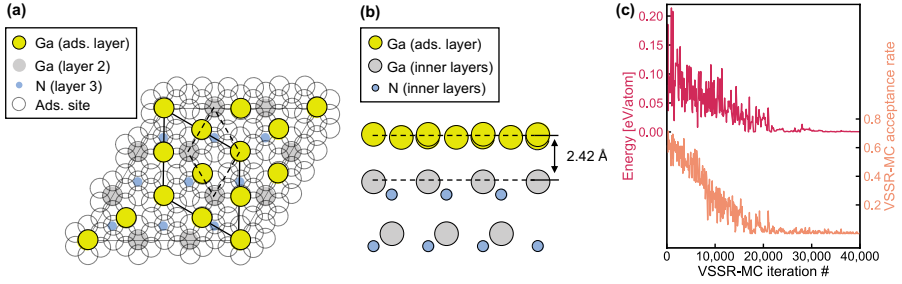 (a)
Ga (ads. layer)
Ga (layer 2)
N (layer 3)
Ads. site
(b)
Ga (ads. layer)
Ga (inner layers)
N (inner layers)
2.42 Å
(c)
Energy [eV/atom]
0.20
0.15
0.10
0.05
0.00
0.8
0.6
0.4
0.2
VSSR-MC acceptance rate
0 10,000 20,000 30,000 40,000
VSSR-MC iteration #